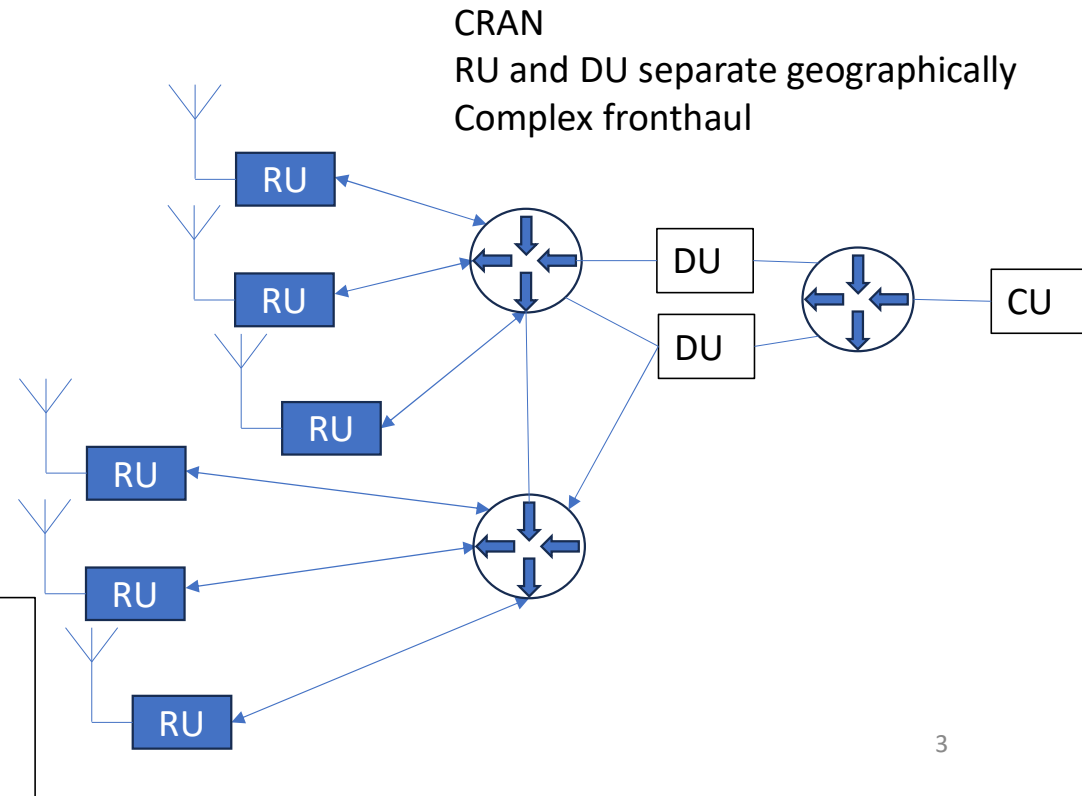 CRAN
RU and DU separate geographically
Complex fronthaul
RU
RU
RU
RU
RU
RU
DU
DU
CU
3